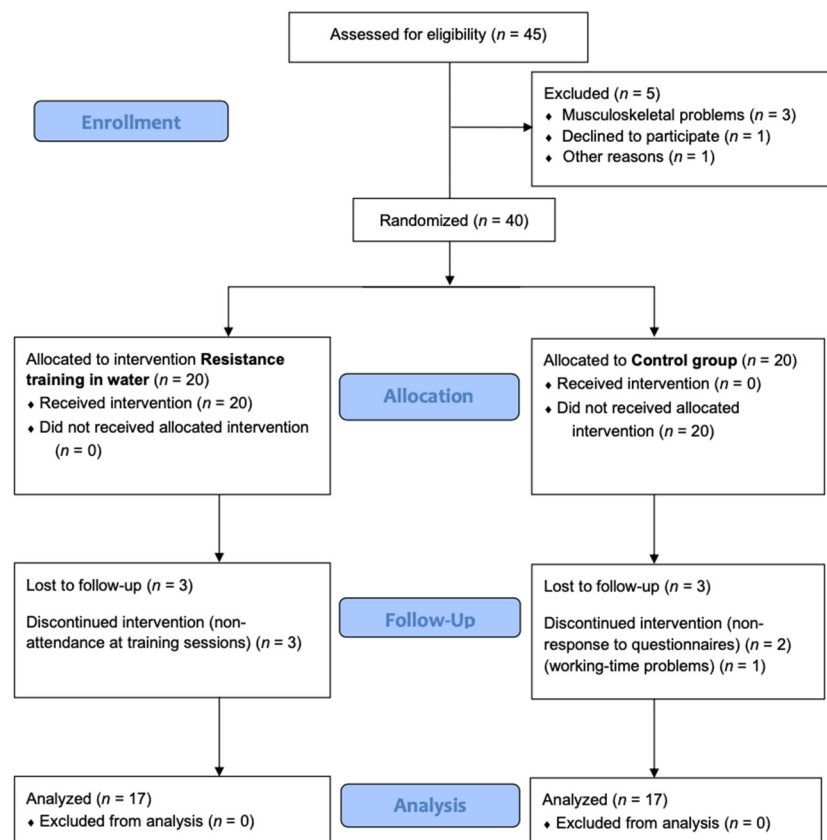 Assessed for eligibility (n = 45)
Enrollment
Excluded (n = 5)
♦ Musculoskeletal problems (n = 3)
♦ Declined to participate (n = 1)
♦ Other reasons (n = 1)
Randomized (n = 40)
Allocated to intervention Resistance
training in water (n = 20)
♦ Received intervention (n = 20)
♦ Did not received allocated intervention
(n = 0)
Allocation
Allocated to Control group (n = 20)
♦ Received intervention (n = 0)
♦ Did not received allocated
intervention (n = 20)
Lost to follow-up (n = 3)
Discontinued intervention (non-
attendance at training sessions) (n = 3)
Follow-Up
Lost to follow-up (n = 3)
Discontinued intervention (non-
response to questionnaires) (n = 2)
(working-time problems) (n = 1)
Analyzed (n = 17)
♦ Excluded from analysis (n = 0)
Analysis
Analyzed (n = 17)
♦ Excluded from analysis (n = 0)